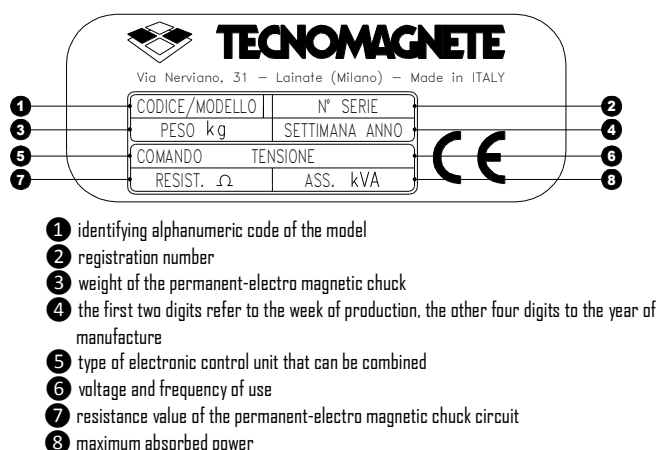 TECNOMAGNETE
Via Nerviano, 31 – Lainate (Milano) – Made in ITALY
1 CODICE/MODELLO N° SERIE 2
3 PESO kg SETTIMANA ANNO 4
5 COMANDO TENSIONE 6
7 RESIST. Ω ASS. kVA 8
CE
1 identifying alphanumeric code of the model
2 registration number
3 weight of the permanent-electro magnetic chuck
4 the first two digits refer to the week of production, the other four digits to the year of
manufacture
5 type of electronic control unit that can be combined
6 voltage and frequency of use
7 resistance value of the permanent-electro magnetic chuck circuit
8 maximum absorbed power